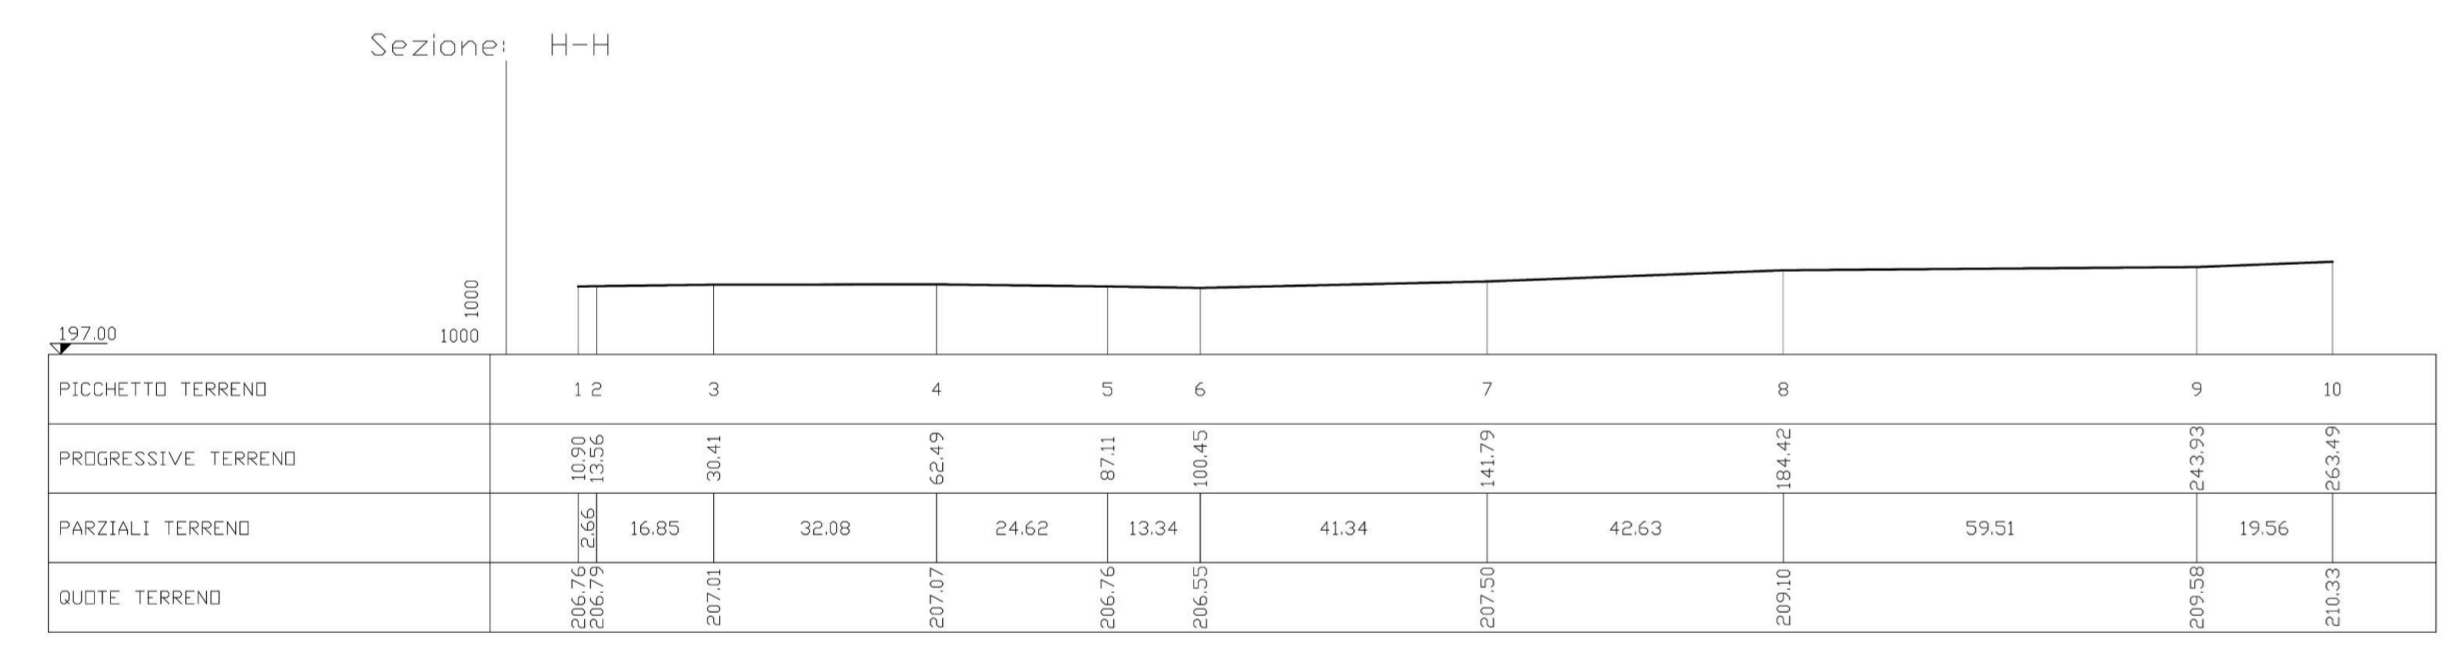 Sezione: H-H
1000
197.00 1000
PICCHETTO TERRENO 1 2 3 4 5 6 7 8 9 10
PROGRESSIVE TERRENO 10.90 13.56 30.41 62.49 87.11 100.45 141.79 184.42 243.93 263.49
PARZIALI TERRENO 2.66 16.85 32.08 24.62 13.34 41.34 42.63 59.51 19.56
QUOTE TERRENO 206.76 206.79 207.01 207.07 206.76 206.55 207.50 209.10 209.58 210.33